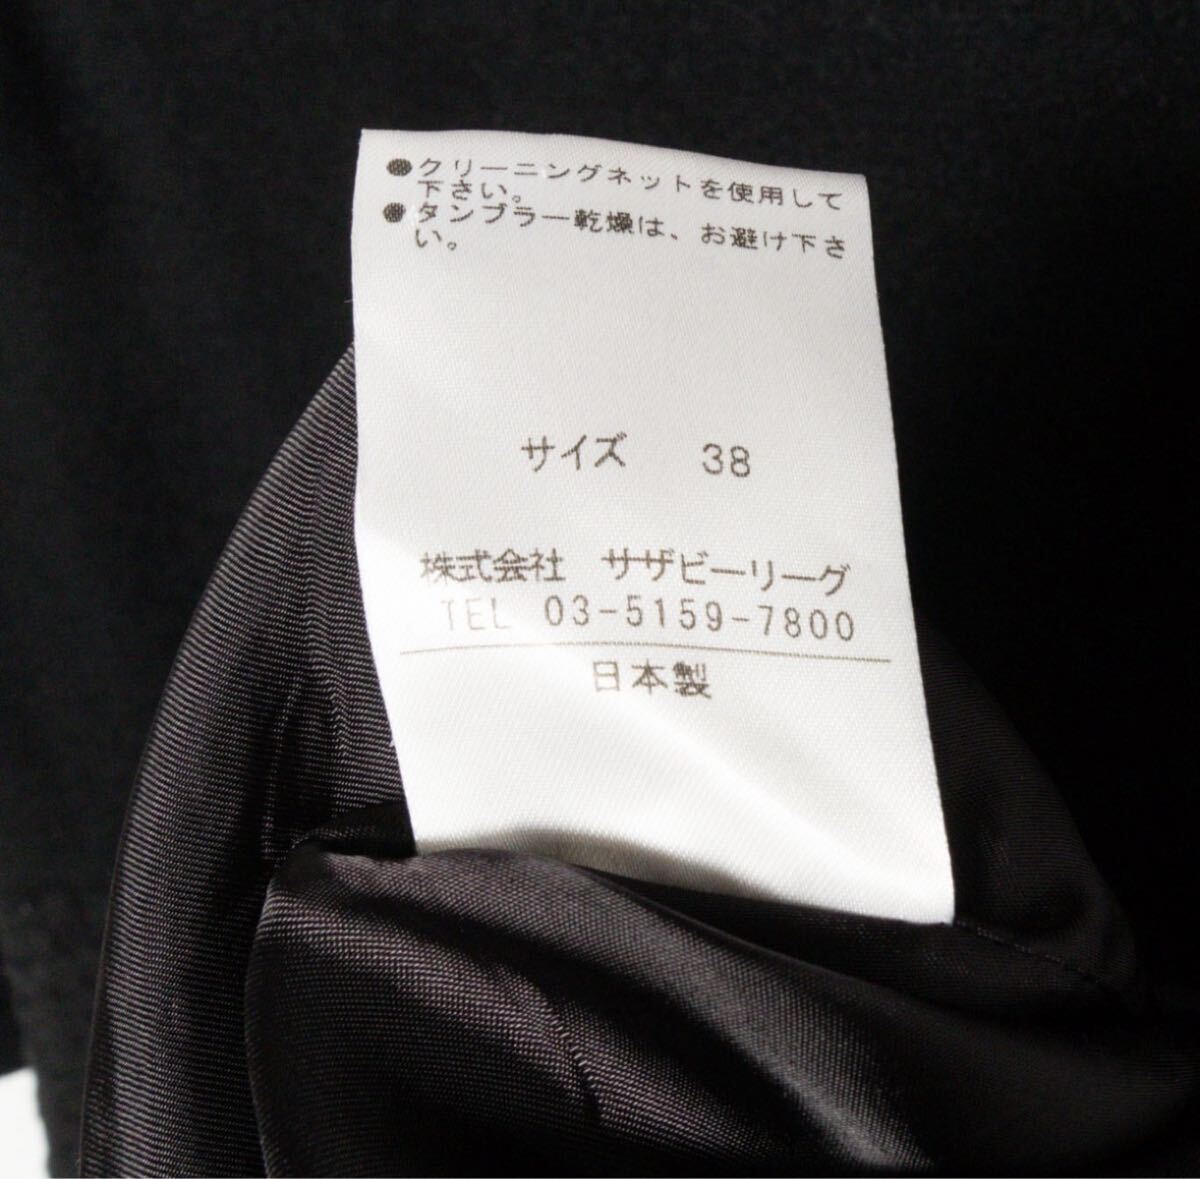 ●クリーニングネットを使用して
下さい。
●タンブラー乾燥は、お避け下さ
い。
サイズ 38
株式会社 サザビーリーグ
TEL 03-5159-7800
日本製